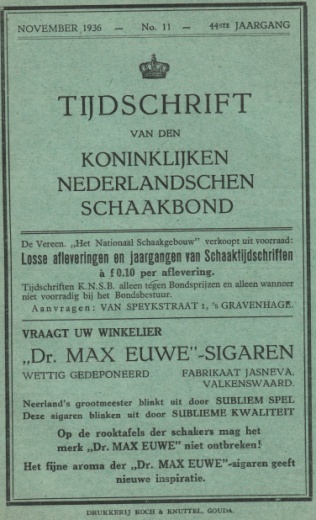 NOVEMBER 1936 — No. 11 — 44STE JAARGANG
TIJDSCHRIFT
VAN DEN
KONINKLIJKEN
NEDERLANDSCHEN
SCHAAKBOND
De Vereen. „Het Nationaal Schaakgebouw" verkoopt uit voorraad:
Losse afleveringen en jaargangen van Schaaktijdschriften
à f 0.10 per aflevering.
Tijdschriften K.N.S.B. alleen tegen Bondsprijzen en alleen wanneer
niet voorradig bij het Bondsbestuur.
Aanvragen: VAN SPEYKSTRAAT 1, 's GRAVENHAGE.
VRAAGT UW WINKELIER
„Dr. MAX EUWE"-SIGAREN
WETTIG GEDEPONEERD FABRIKAAT JASNEVA,
VALKENSWAARD.
Neerland's grootmeester blinkt uit door SUBLIEM SPEL
Deze sigaren blinken uit door SUBLIEME KWALITEIT
Op de rooktafels der schakers mag het
merk „Dr. MAX EUWE" niet ontbreken!
Het fijne aroma der „Dr. MAX EUWE"-sigaren geeft
nieuwe inspiratie.
DRUKKERIJ KOCH & KNUTTEL, GOUDA.